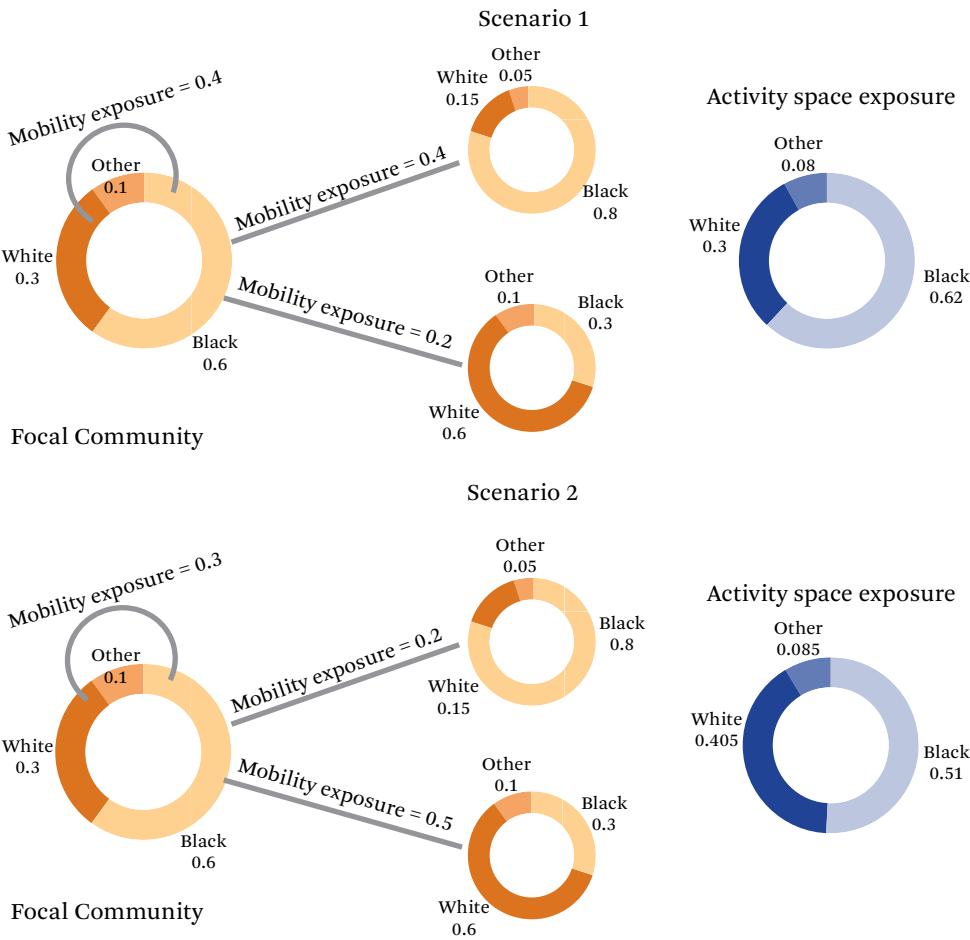 Scenario 1
Mobility exposure = 0.4
Other
0.1
White
0.3
Black
0.6
Focal Community
Mobility exposure = 0.4
Mobility exposure = 0.2
Other
0.05
White
0.15
Black
0.8
Other
0.1
Black
0.3
White
0.6
Activity space exposure
Other
0.08
White
0.3
Black
0.62
Scenario 2
Mobility exposure = 0.3
Other
0.1
White
0.3
Black
0.6
Focal Community
Mobility exposure = 0.2
Mobility exposure = 0.5
Other
0.05
Black
0.8
White
0.15
Other
0.1
Black
0.3
White
0.6
Activity space exposure
Other
0.085
White
0.405
Black
0.51